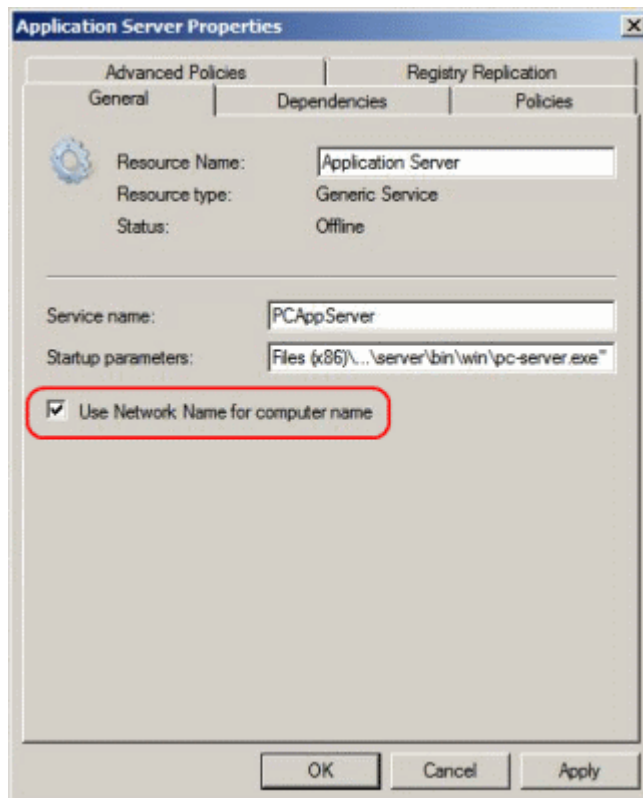 Application Server Properties
Advanced Policies Registry Replication
General Dependencies Policies
Resource Name: Application Server
Resource type: Generic Service
Status: Offline
Service name: PCAppServer
Startup parameters: Files (x86)\...\server\bin\win\pc-server.exe"
Use Network Name for computer name
OK Cancel Apply